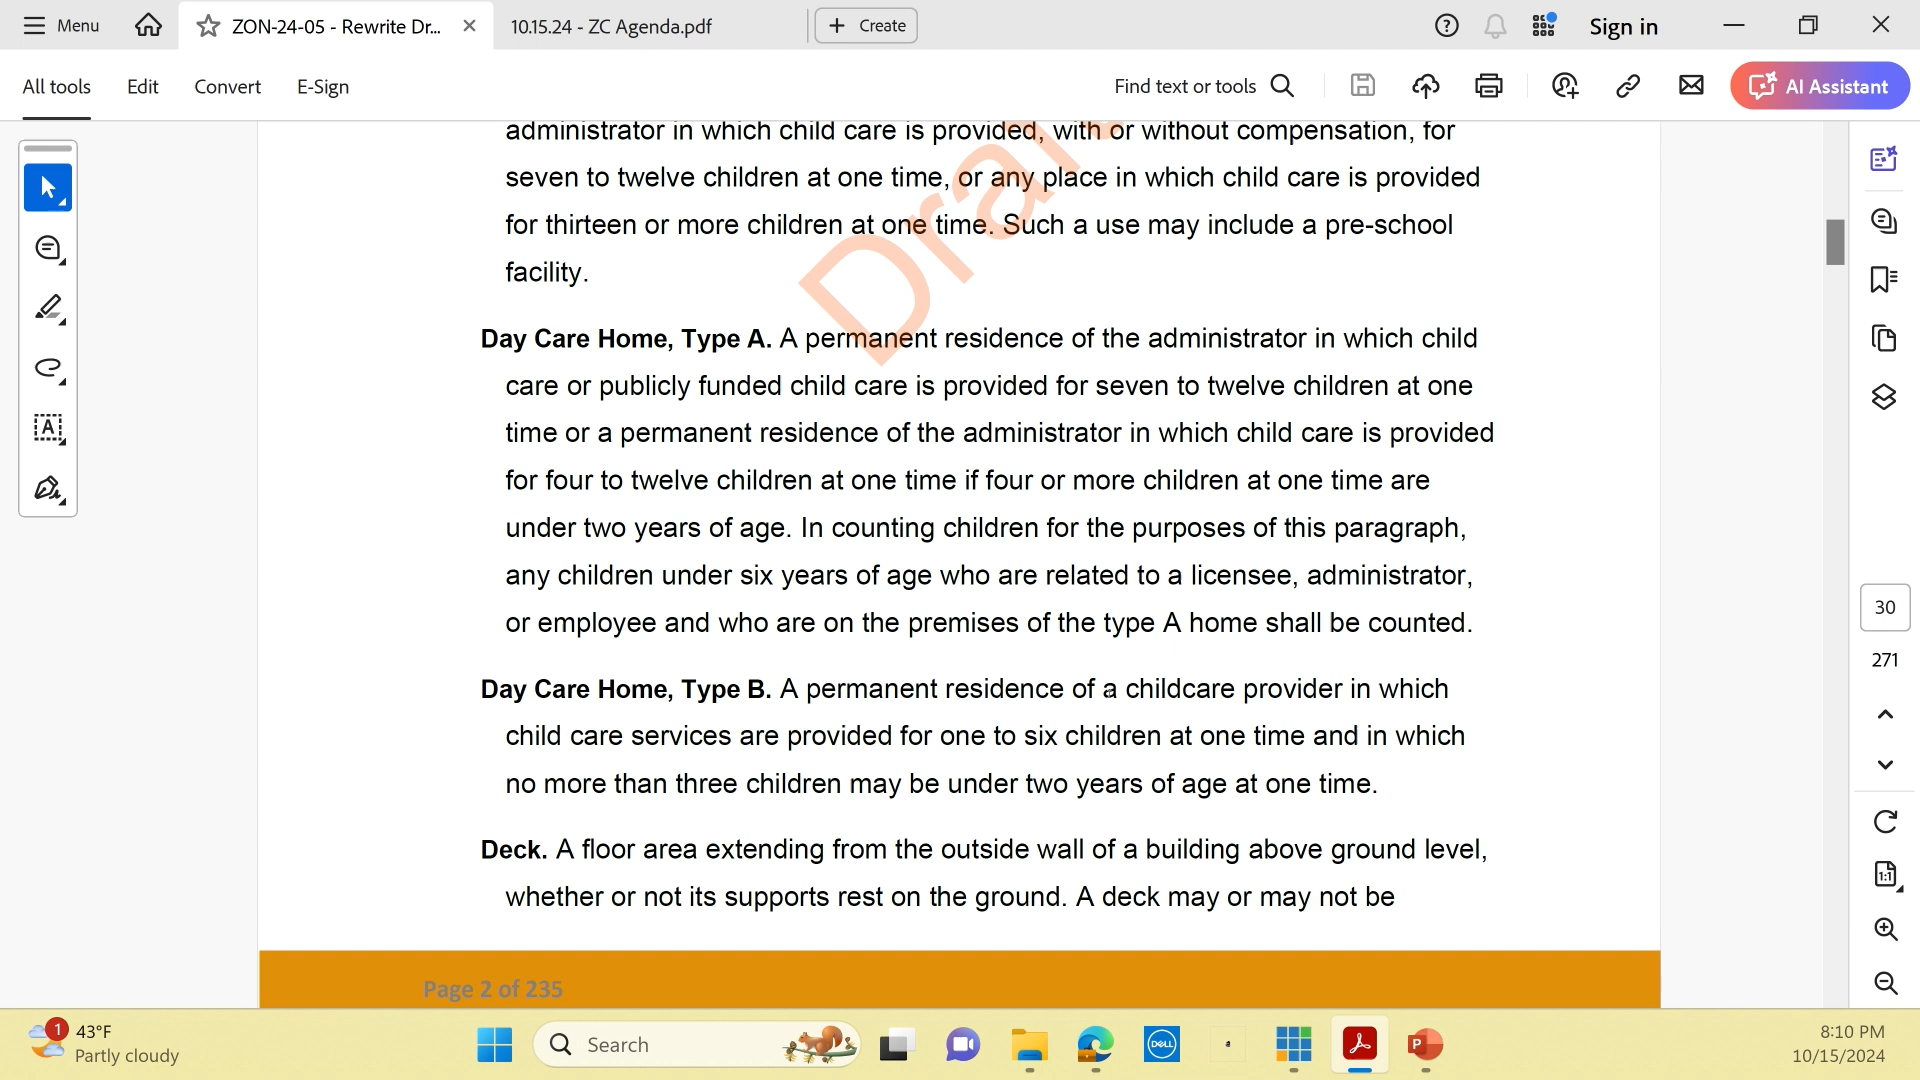 Menu
ZON-24-05 - Rewrite Dr...
10.15.24 - ZC Agenda.pdf
Create
Sign in
All tools
Edit
Convert
E-Sign
Find text or tools
AI Assistant
administrator in which child care is provided, with or without compensation, for
seven to twelve children at one time, or any place in which child care is provided
for thirteen or more children at one time. Such a use may include a pre-school
facility.
Draft
Day Care Home, Type A. A permanent residence of the administrator in which child
care or publicly funded child care is provided for seven to twelve children at one
time or a permanent residence of the administrator in which child care is provided
for four to twelve children at one time if four or more children at one time are
under two years of age. In counting children for the purposes of this paragraph,
any children under six years of age who are related to a licensee, administrator,
or employee and who are on the premises of the type A home shall be counted.
Day Care Home, Type B. A permanent residence of a childcare provider in which
child care services are provided for one to six children at one time and in which
no more than three children may be under two years of age at one time.
Deck. A floor area extending from the outside wall of a building above ground level,
whether or not its supports rest on the ground. A deck may or may not be
Page 2 of 235
30
271
1:1
1
43°F
Partly cloudy
Search
DELL
a
P
8:10 PM
10/15/2024